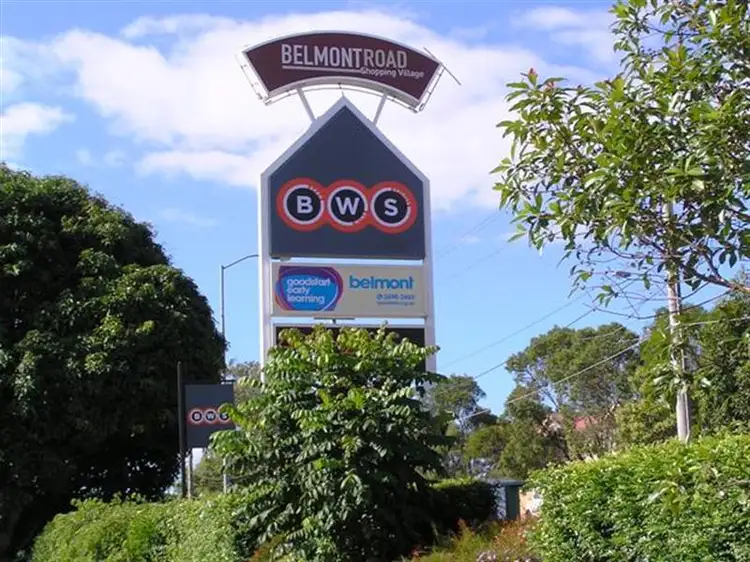 BELMONTROAD
Shopping Village
BWS
goodstart
early
learning
belmont
BWS